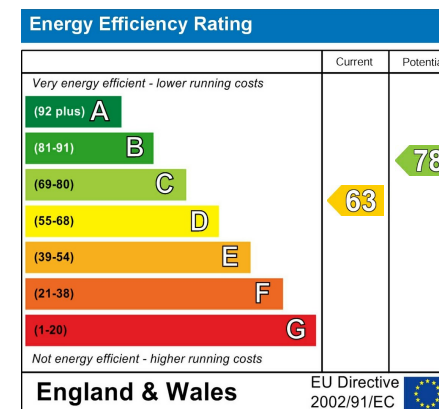 Energy Efficiency Rating
Current Potentia
Very energy efficient - lower running costs
(92 plus) A
(81-91) B
(69-80) C
(55-68) D
(39-54) E
(21-38) F
(1-20) G
63
78
Not energy efficient - higher running costs
England & Wales
EU Directive
2002/91/EC